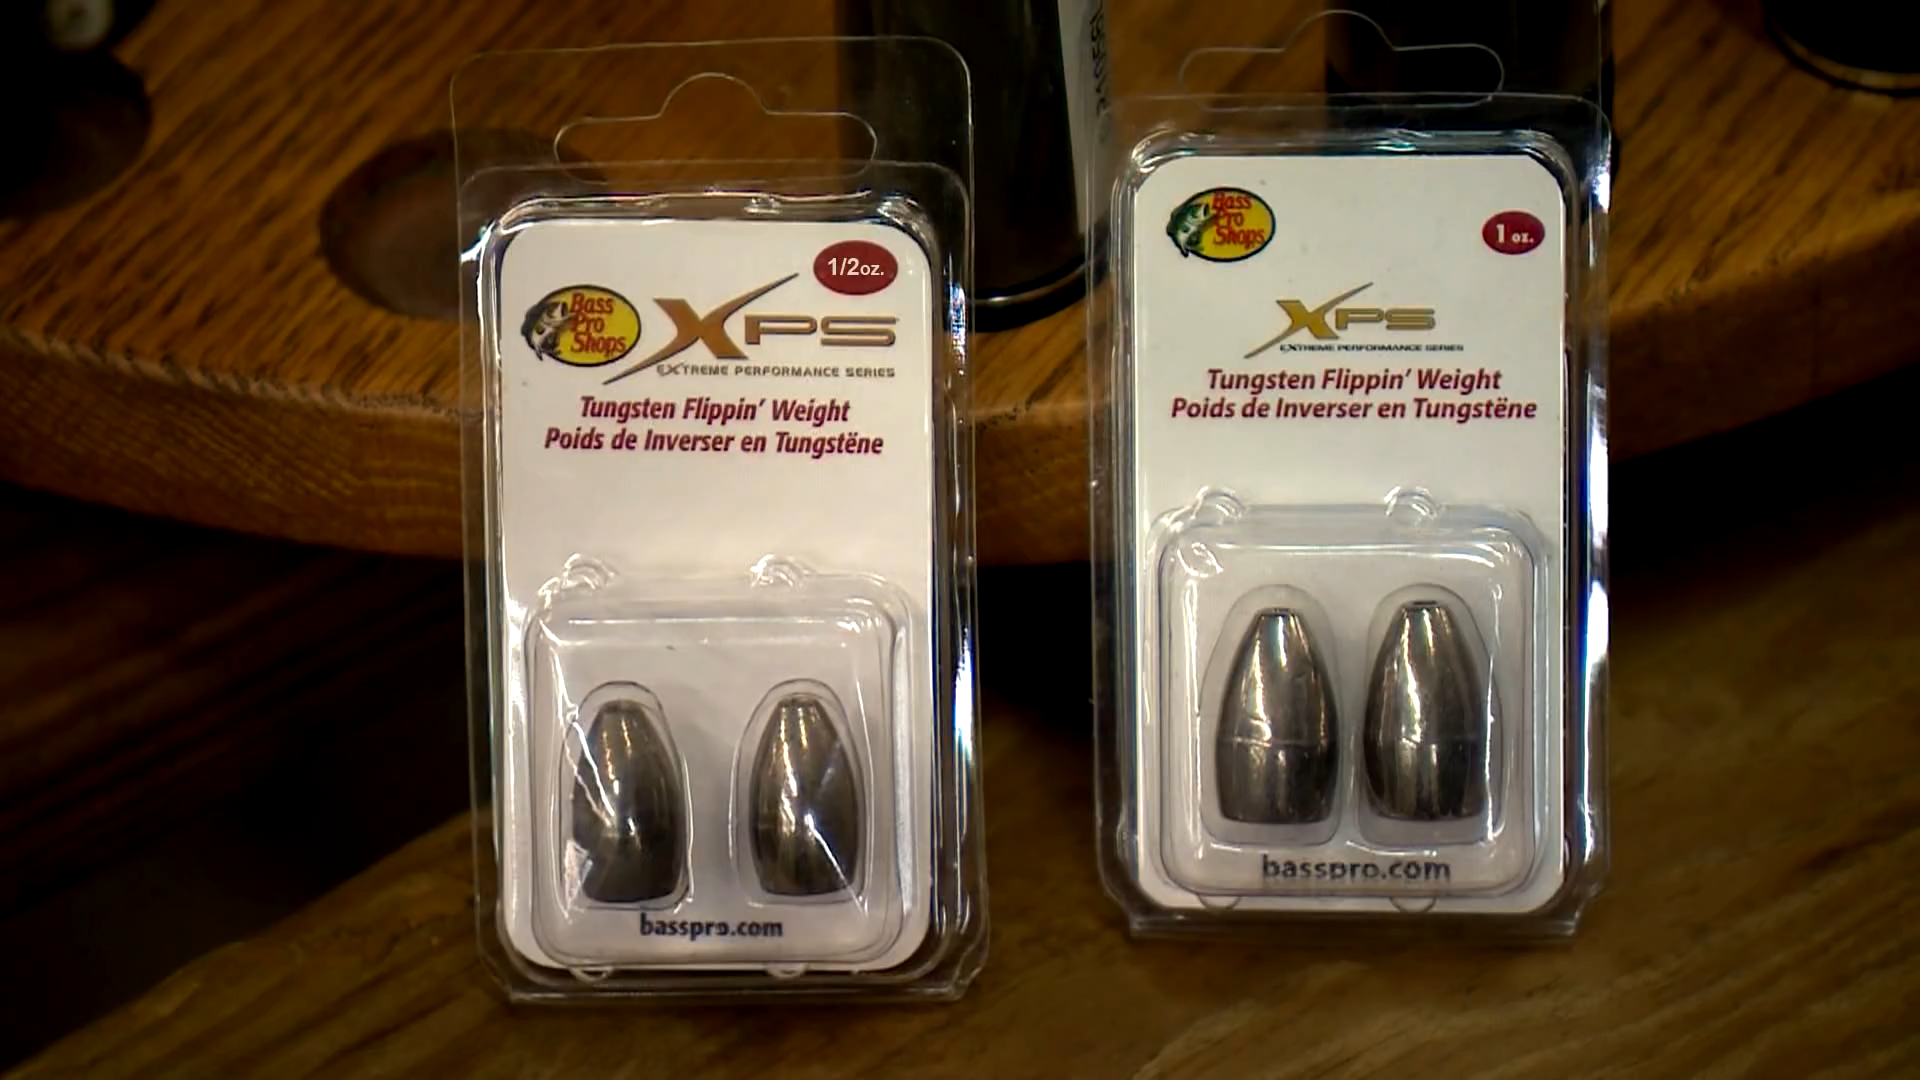 1/2oz.
Bass
Pro
Shops
XPS
EXTREME PERFORMANCE SERIES
Tungsten Flippin' Weight
Poids de Inverser en Tungstëne
basspro.com
Bass
Pro
Shops
1 oz.
XPS
EXTREME PERFORMANCE SERIES
Tungsten Flippin' Weight
Poids de Inverser en Tungstëne
basspro.com